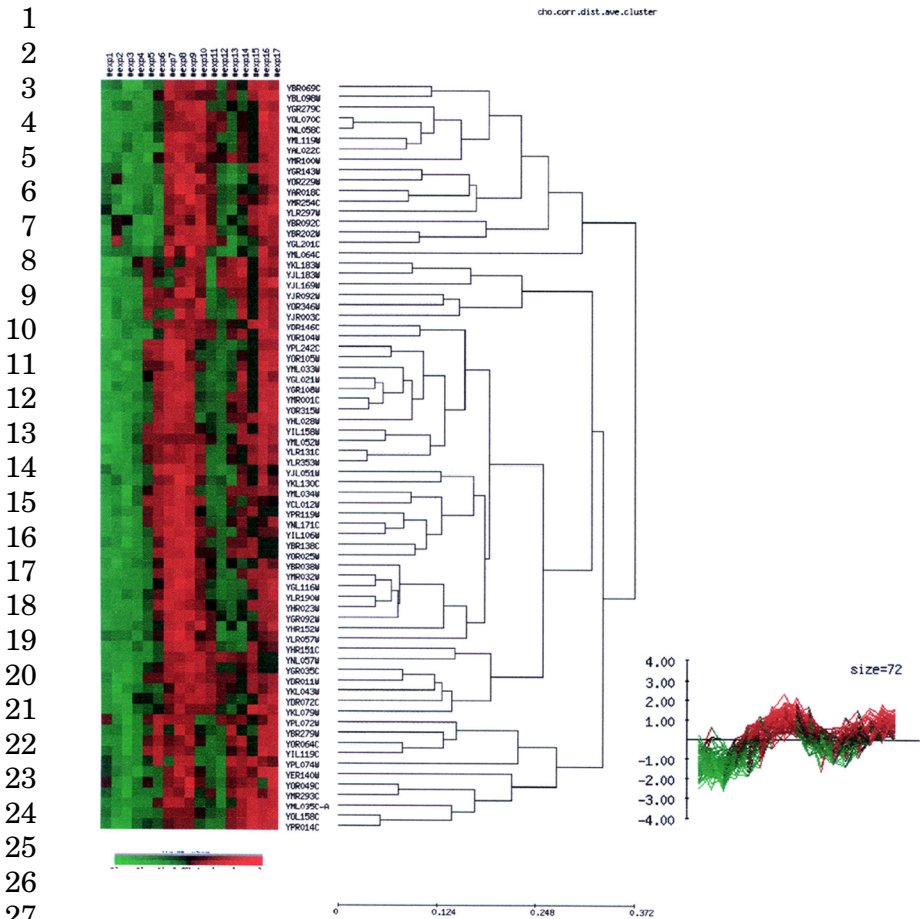 cho.corr.dist.ave.cluster
1
2
3
4
5
6
7
8
9
10
11
12
13
14
15
16
17
18
19
20
21
22
23
24
25
26
27
exp1
exp2
exp3
exp4
exp5
exp6
exp7
exp8
exp9
exp10
exp11
exp12
exp13
exp14
exp15
exp16
exp17
YBR069C
YBL098W
YGR279C
YOL070C
YNL058C
YML119W
YAL022C
YMR100W
YGR143W
YOR229W
YAR018C
YMR254C
YLR297W
YBR092C
YBR202W
YGL201C
YML064C
YKL183W
YJL183W
YJL169W
YJR092W
YOR346W
YJR003C
YDR146C
YOR104W
YPL242C
YOR105W
YML033W
YGL021W
YGR108W
YMR001C
YOR315W
YHL028W
YIL158W
YML052W
YLR131C
YLR353W
YJL051W
YKL130C
YML034W
YCL012W
YPR119W
YNL171C
YIL106W
YBR138C
YOR025W
YBR038W
YMR032W
YGL116W
YLR190W
YHR023W
YGR092W
YHR152W
YLR057W
YHR151C
YNL057W
YGR035C
YDR011W
YKL043W
YDR072C
YKL079W
YPL072W
YBR279W
YOR064C
YIL119C
YPL074W
YER140W
YOR049C
YMR293C
YML035C-A
YOL158C
YPR014C
size=72
4.00
3.00
2.00
1.00
-1.00
-2.00
-3.00
-4.00
0 0.124 0.248 0.372